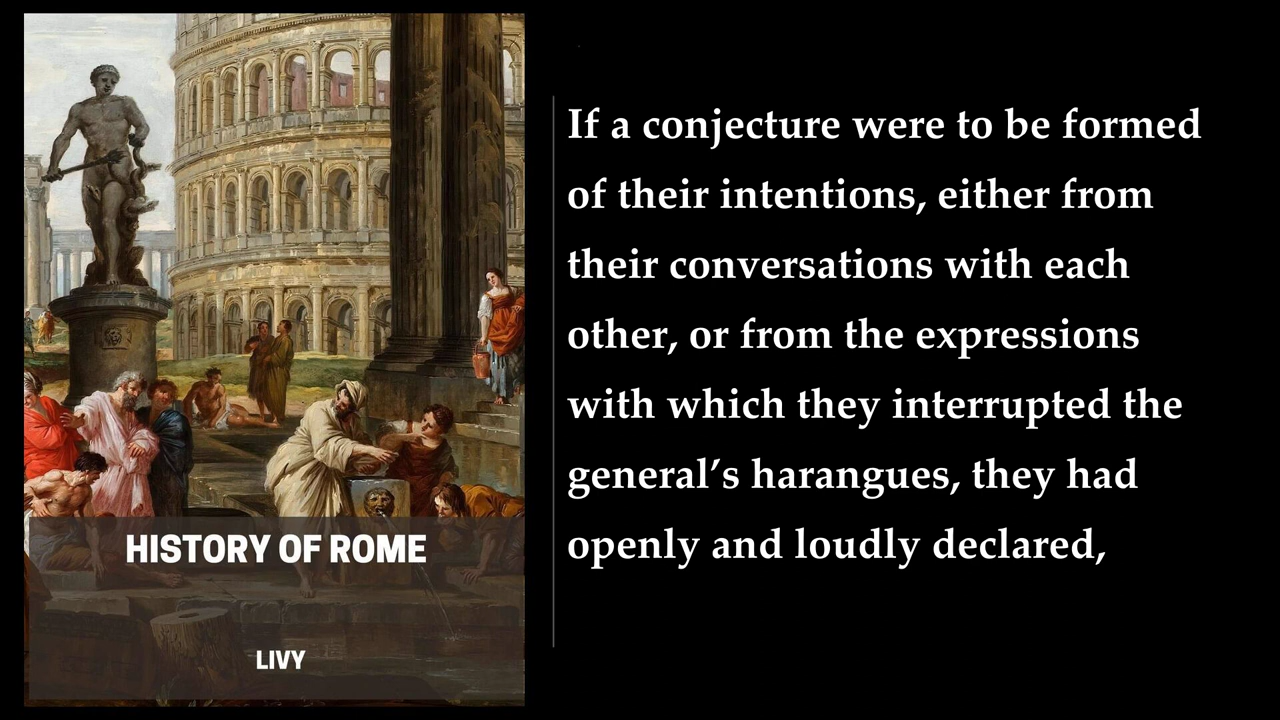 HISTORY OF ROME
LIVY
If a conjecture were to be formed
of their intentions, either from
their conversations with each
other, or from the expressions
with which they interrupted the
general’s harangues, they had
openly and loudly declared,